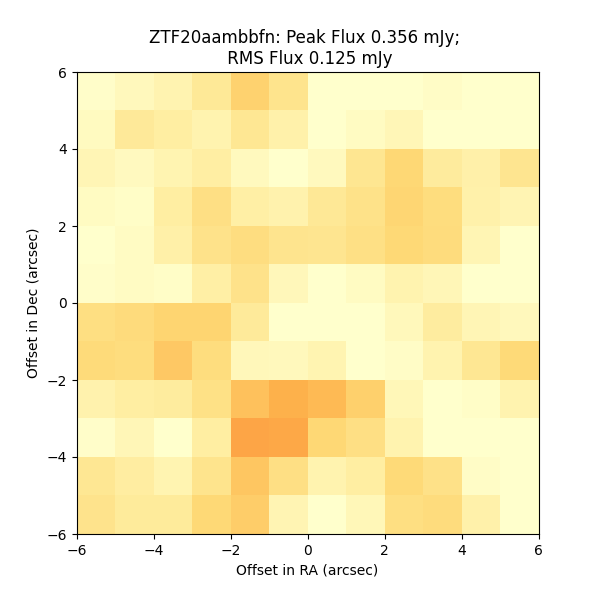 ZTF20aambbfn: Peak Flux 0.356 mJy;
RMS Flux 0.125 mJy
6
4
2
0
−2
−4
−6
Offset in Dec (arcsec)
−6 −4 −2 0 2 4 6
Offset in RA (arcsec)